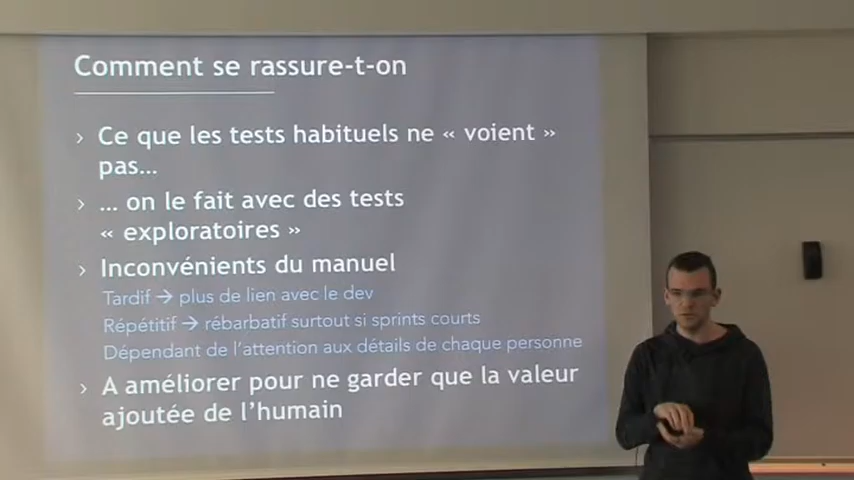 Comment se rassure-t-on
› Ce que les tests habituels ne « voient »
pas...
› ... on le fait avec des tests
« exploratoires »
› Inconvénients du manuel
Tardif → plus de lien avec le dev
Répétitif → rébarbatif surtout si sprints courts
Dépendant de l'attention aux détails de chaque personne
› A améliorer pour ne garder que la valeur
ajoutée de l'humain